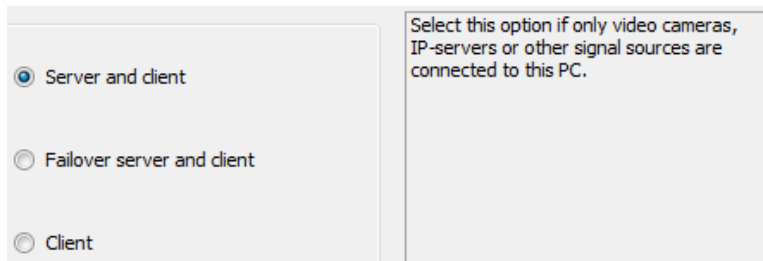 Server and client
Failover server and client
Client
Select this option if only video cameras,
IP-servers or other signal sources are
connected to this PC.